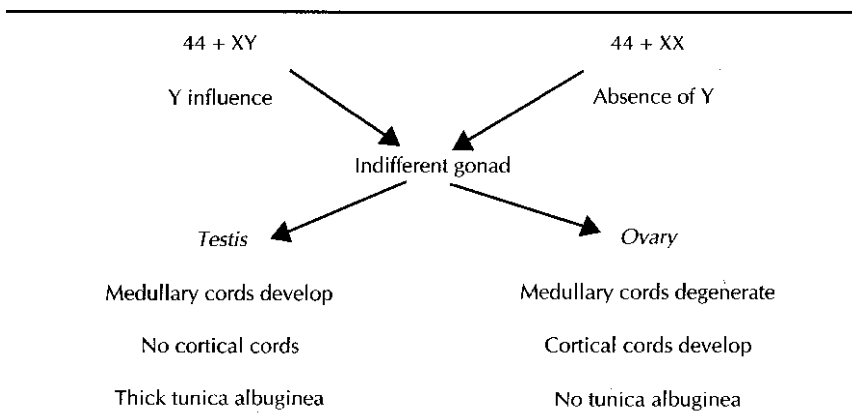 44 + XY 44 + XX
Y influence Absence of Y
Indifferent gonad
Testis Ovary
Medullary cords develop Medullary cords degenerate
No cortical cords Cortical cords develop
Thick tunica albuginea No tunica albuginea